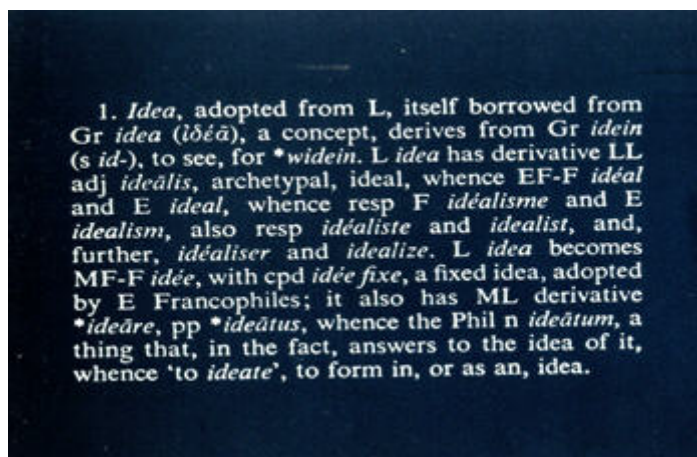 1. Idea, adopted from L, itself borrowed from
Gr idea (ἰδέᾱ), a concept, derives from Gr idein
(s id-), to see, for *widein. L idea has derivative LL
adj ideālis, archetypal, ideal, whence EF-F idéal
and E ideal, whence resp F idéalisme and E
idealism, also resp idéaliste and idealist, and,
further, idéaliser and idealize. L idea becomes
MF-F idée, with cpd idée fixe, a fixed idea, adopted
by E Francophiles; it also has ML derivative
*ideāre, pp *ideātus, whence the Phil n ideātum, a
thing that, in the fact, answers to the idea of it,
whence ‘to ideate’, to form in, or as an, idea.